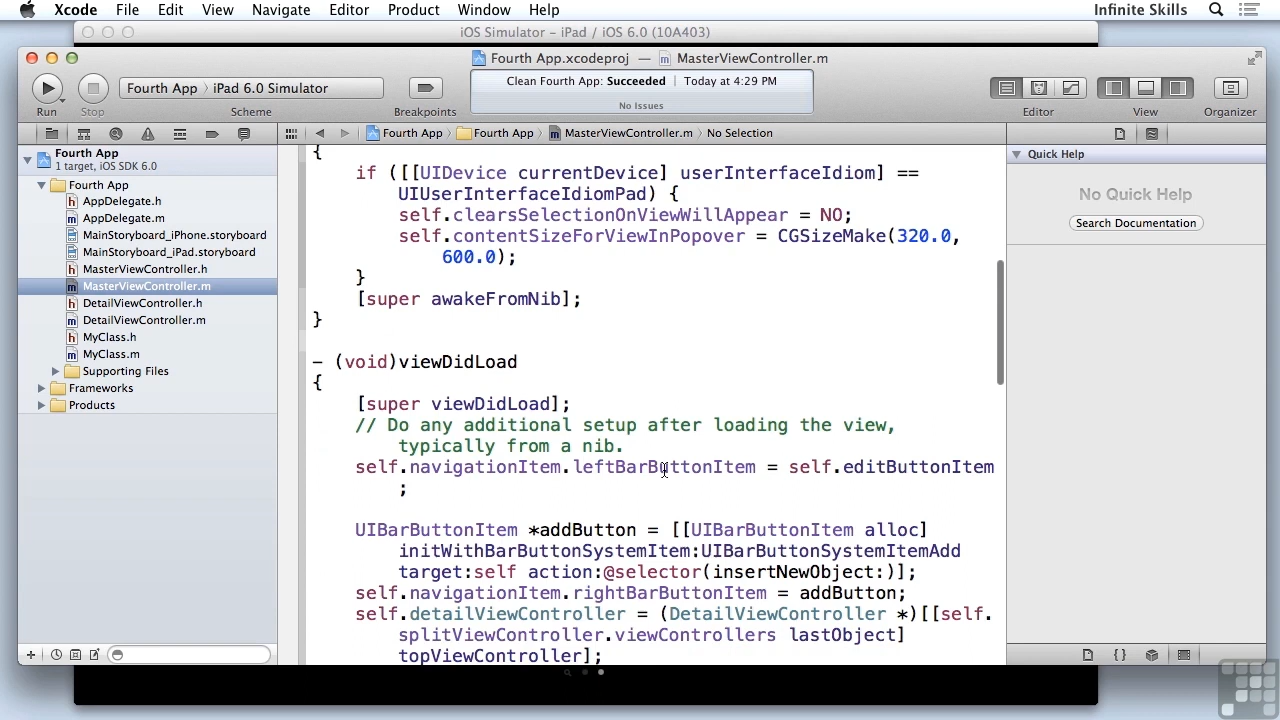 Xcode File Edit View Navigate Editor Product Window Help Infinite Skills
iOS Simulator – iPad / iOS 6.0 (10A403)
Fourth App.xcodeproj — MasterViewController.m
Clean Fourth App: Succeeded | Today at 4:29 PM
No Issues
Fourth App 〉 iPad 6.0 Simulator
Run Stop Scheme Breakpoints Editor View Organizer
Fourth App 〉 Fourth App 〉 MasterViewController.m 〉 No Selection
Fourth App
1 target, iOS SDK 6.0
Fourth App
AppDelegate.h
AppDelegate.m
MainStoryboard_iPhone.storyboard
MainStoryboard_iPad.storyboard
MasterViewController.h
MasterViewController.m
DetailViewController.h
DetailViewController.m
MyClass.h
MyClass.m
Supporting Files
Frameworks
Products
{
if ([[UIDevice currentDevice] userInterfaceIdiom] ==
UIUserInterfaceIdiomPad) {
self.clearsSelectionOnViewWillAppear = NO;
self.contentSizeForViewInPopover = CGSizeMake(320.0,
600.0);
}
[super awakeFromNib];
}
- (void)viewDidLoad
{
[super viewDidLoad];
// Do any additional setup after loading the view,
typically from a nib.
self.navigationItem.leftBarButtonItem = self.editButtonItem
;
UIBarButtonItem *addButton = [[UIBarButtonItem alloc]
initWithBarButtonSystemItem:UIBarButtonSystemItemAdd
target:self action:@selector(insertNewObject:)];
self.navigationItem.rightBarButtonItem = addButton;
self.detailViewController = (DetailViewController *)[[self.
splitViewController.viewControllers lastObject]
topViewController];
Quick Help
No Quick Help
Search Documentation